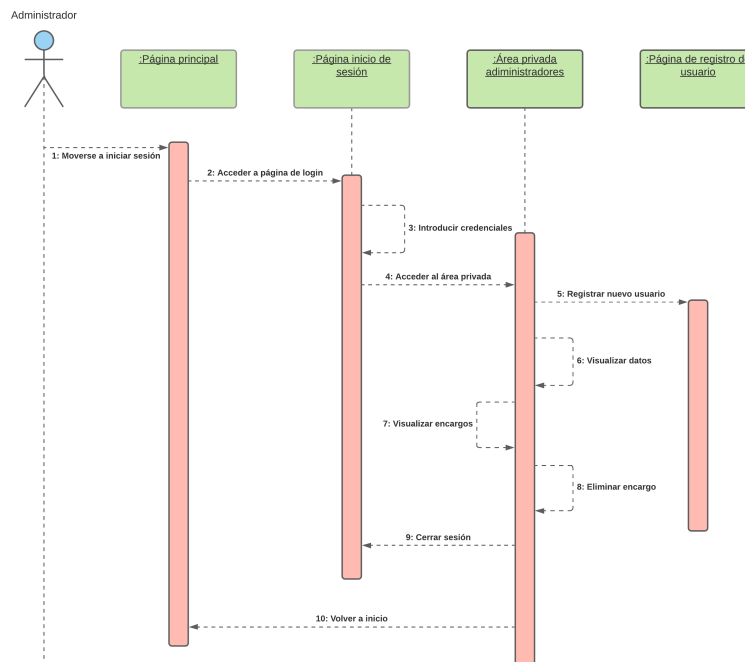 Administrador
:Página principal
:Página inicio de
sesión
:Área privada
adiministradores
:Página de registro de
usuario
1: Moverse a iniciar sesión
2: Acceder a página de login
3: Introducir credenciales
4: Acceder al área privada
5: Registrar nuevo usuario
6: Visualizar datos
7: Visualizar encargos
8: Eliminar encargo
9: Cerrar sesión
10: Volver a inicio